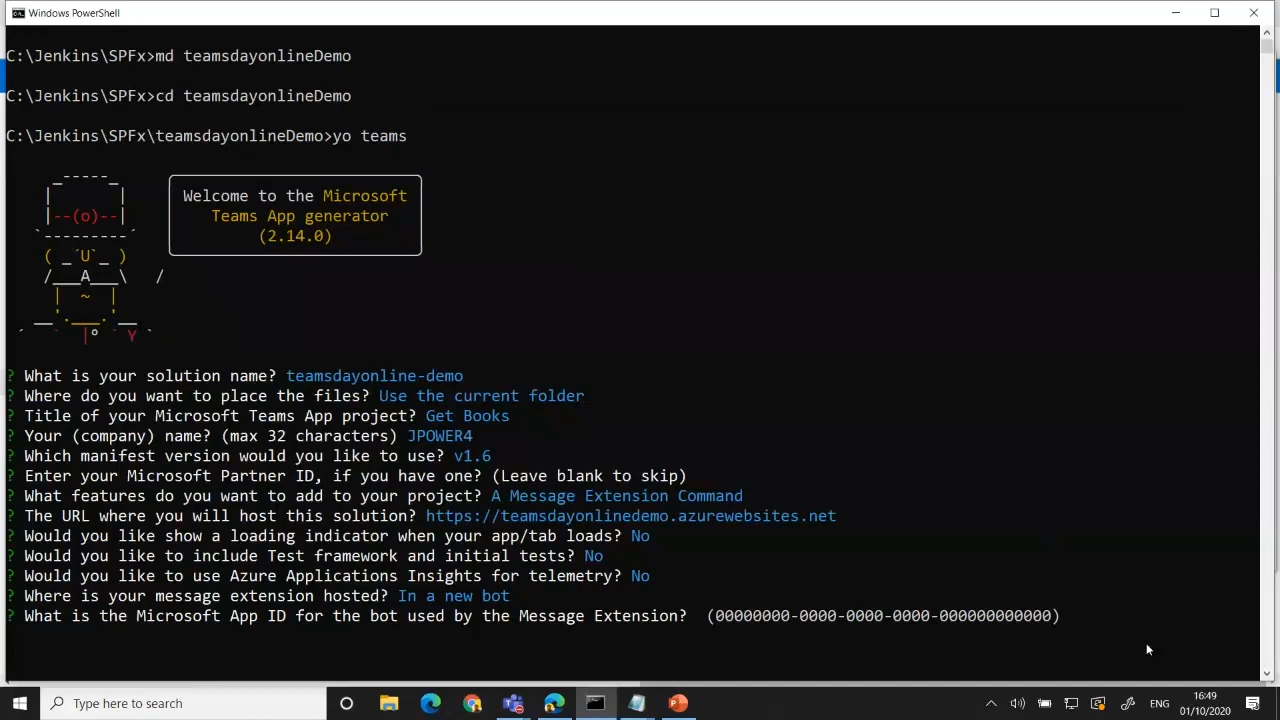 Windows PowerShell
C:\Jenkins\SPFx>md teamsdayonlineDemo
C:\Jenkins\SPFx>cd teamsdayonlineDemo
C:\Jenkins\SPFx\teamsdayonlineDemo>yo teams
Welcome to the Microsoft
Teams App generator
(2.14.0)
? What is your solution name? teamsdayonline-demo
? Where do you want to place the files? Use the current folder
? Title of your Microsoft Teams App project? Get Books
? Your (company) name? (max 32 characters) JPOWER4
? Which manifest version would you like to use? v1.6
? Enter your Microsoft Partner ID, if you have one? (Leave blank to skip)
? What features do you want to add to your project? A Message Extension Command
? The URL where you will host this solution? https://teamsdayonlinedemo.azurewebsites.net
? Would you like show a loading indicator when your app/tab loads? No
? Would you like to include Test framework and initial tests? No
? Would you like to use Azure Applications Insights for telemetry? No
? Where is your message extension hosted? In a new bot
? What is the Microsoft App ID for the bot used by the Message Extension? (00000000-0000-0000-0000-000000000000)
Type here to search
ENG
16:49
01/10/2020